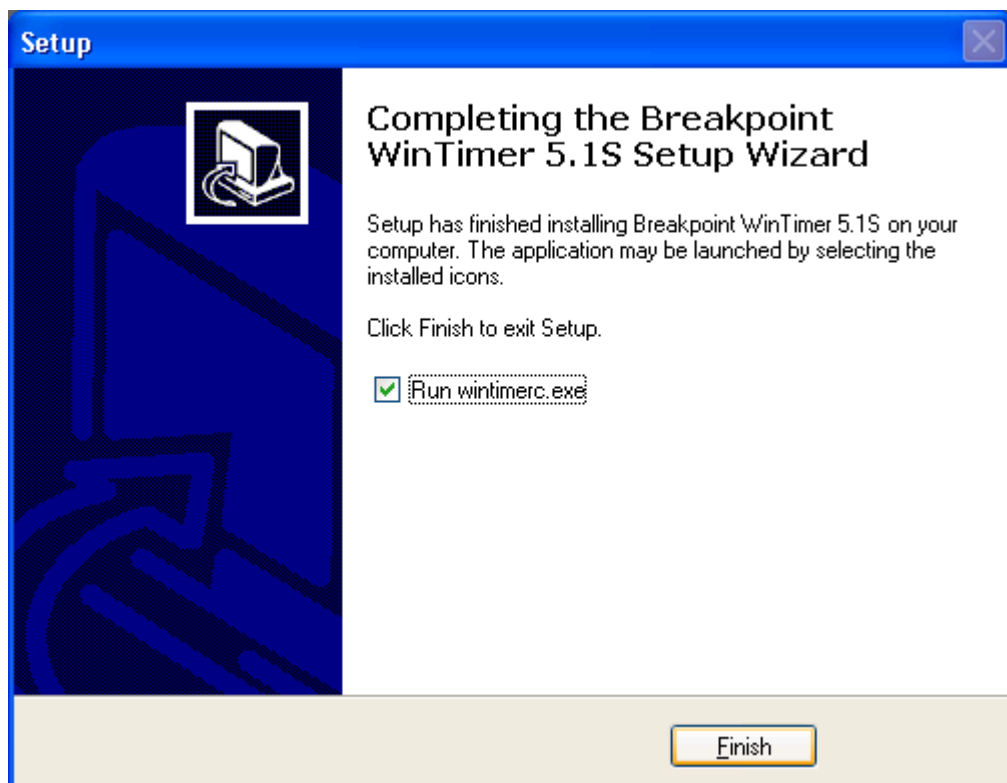 Setup
Completing the Breakpoint
WinTimer 5.1S Setup Wizard
Setup has finished installing Breakpoint WinTimer 5.1S on your
computer. The application may be launched by selecting the
installed icons.
Click Finish to exit Setup.
Run wintimerc.exe
Finish